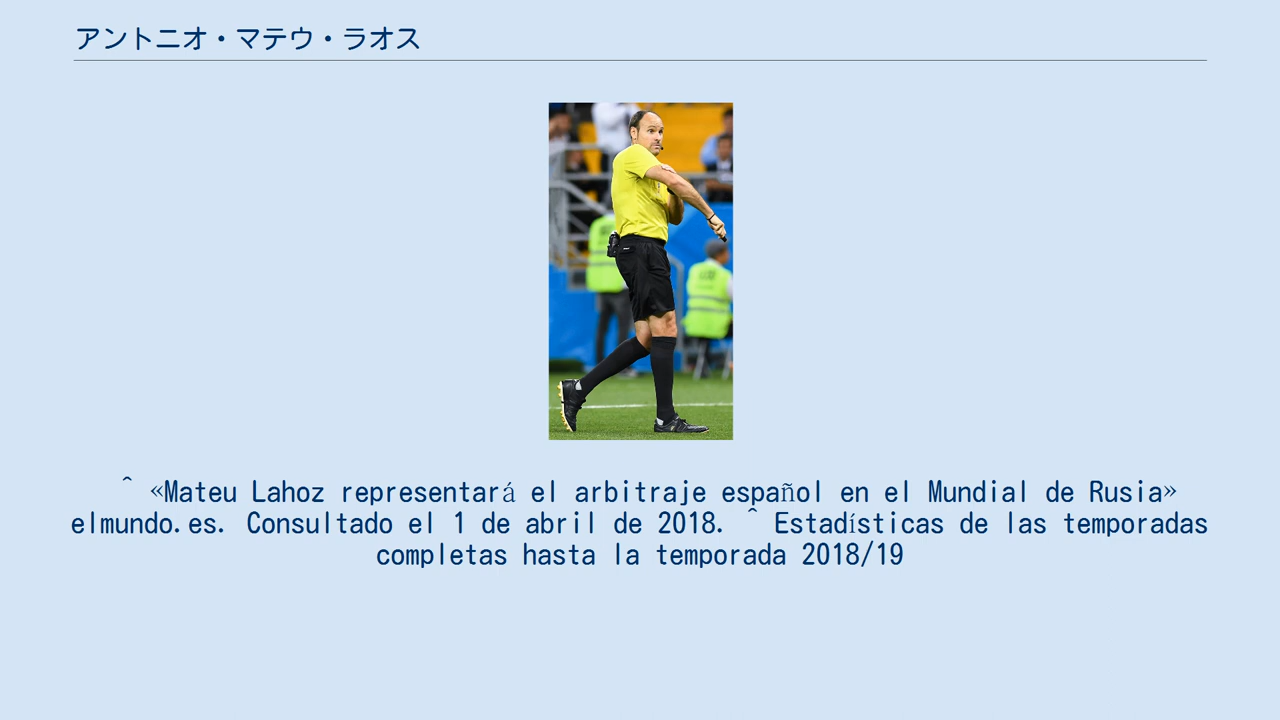 アントニオ・マテウ・ラオス
^ «Mateu Lahoz representará el arbitraje español en el Mundial de Rusia»
elmundo.es. Consultado el 1 de abril de 2018. ^ Estadísticas de las temporadas
completas hasta la temporada 2018/19